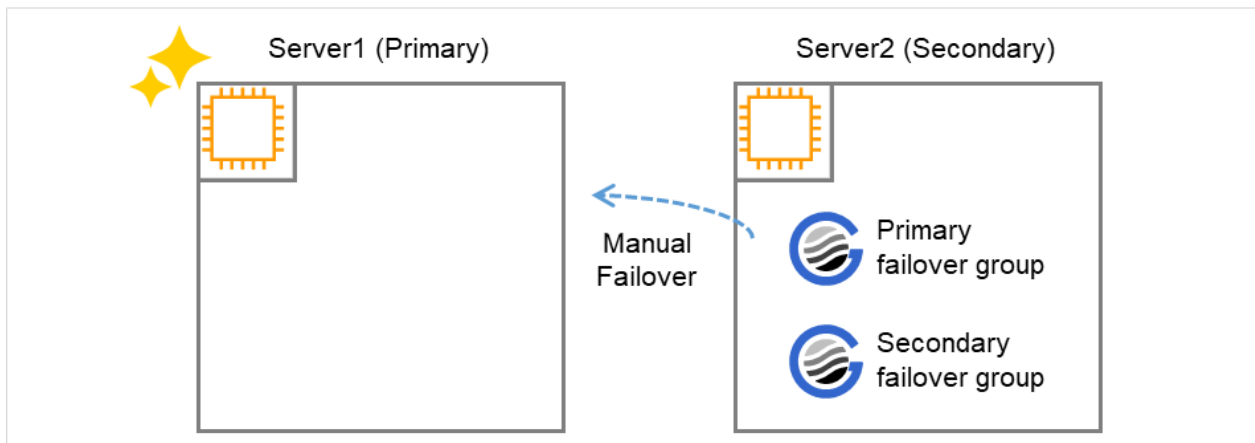 Server1 (Primary)
Server2 (Secondary)
Manual
Failover
Primary
failover group
Secondary
failover group